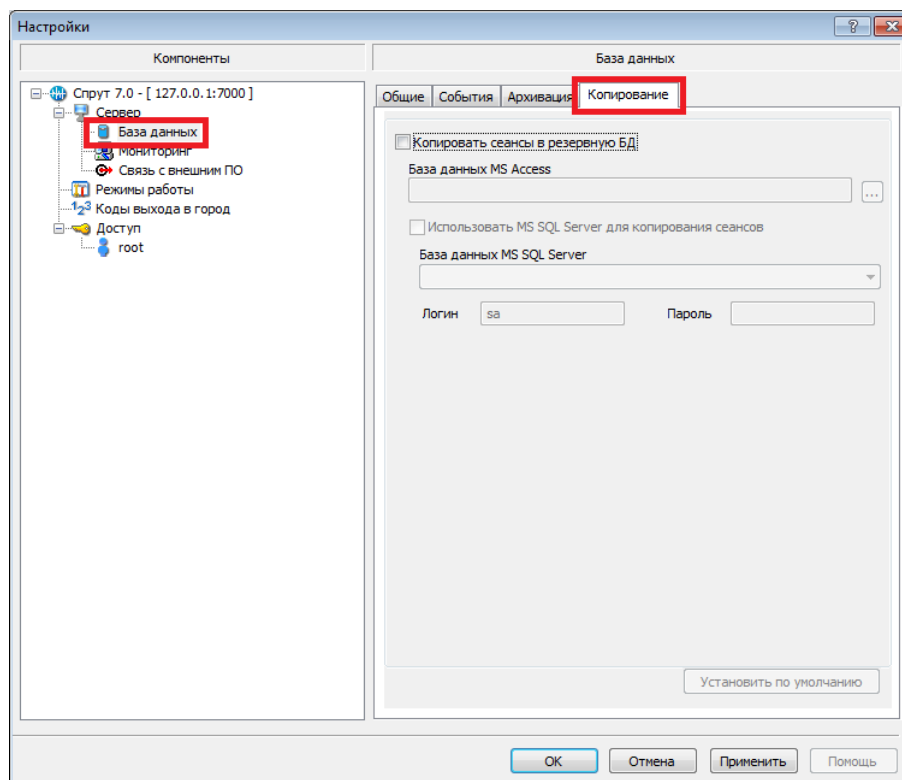 Настройки
Компоненты
База данных
Спрут 7.0 - [ 127.0.0.1:7000 ]
Сервер
База данных
Мониторинг
Связь с внешним ПО
Режимы работы
Коды выхода в город
Доступ
root
Общие События Архивация Копирование
Копировать сеансы в резервную БД
База данных MS Access
...
Использовать MS SQL Server для копирования сеансов
База данных MS SQL Server
Логин sa Пароль
Установить по умолчанию
ОК Отмена Применить Помощь